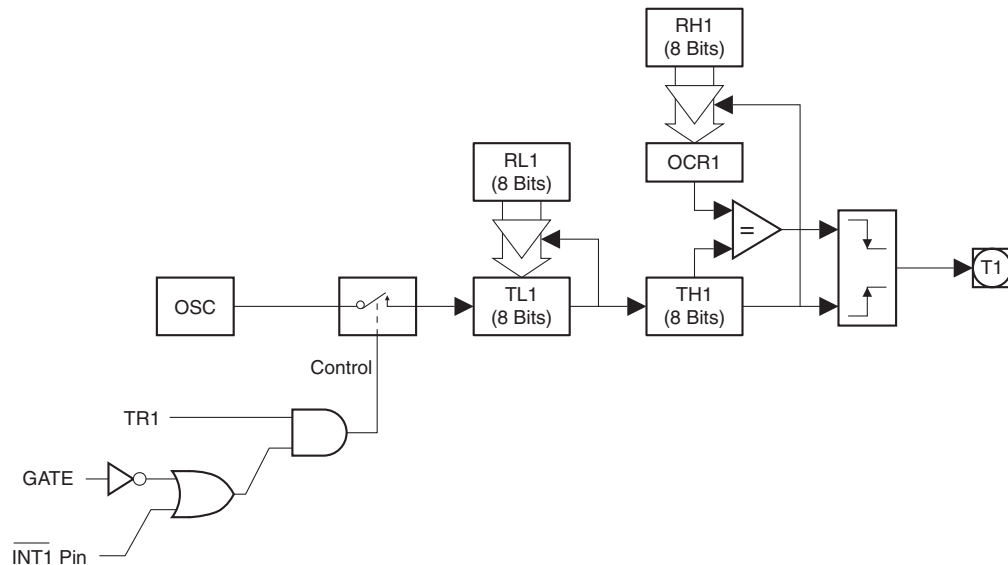 RH1
(8 Bits)
RL1
(8 Bits)
OCR1
=
OSC
TL1
(8 Bits)
TH1
(8 Bits)
T1
Control
TR1
GATE
INT1 Pin